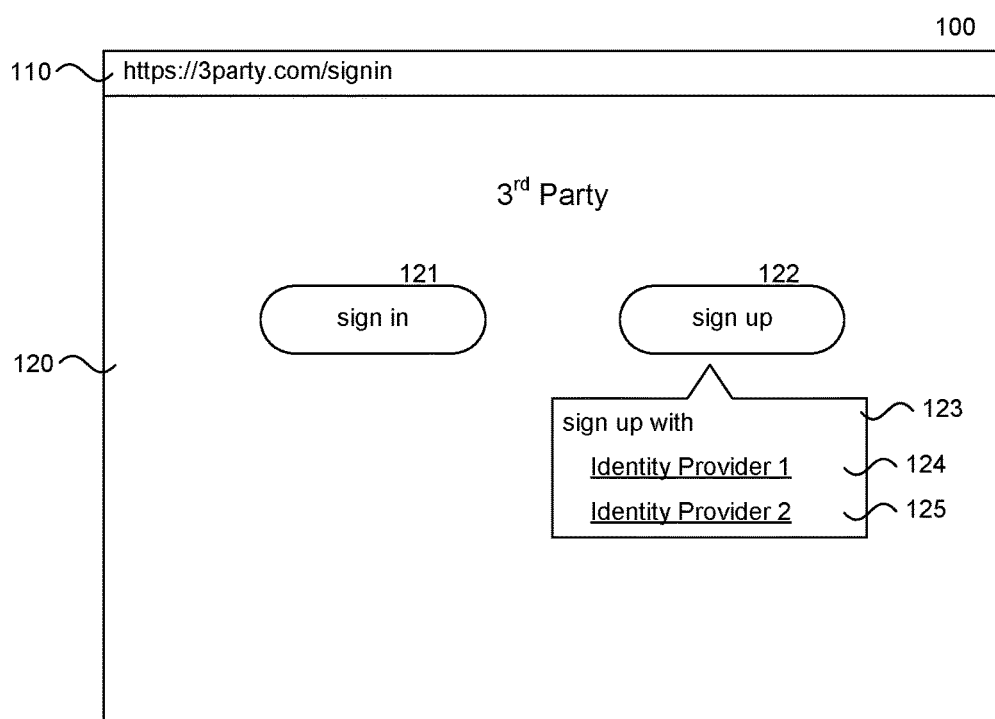 100
110 https://3party.com/signin
3rd Party
121 122
sign in sign up
120
123
sign up with
Identity Provider 1 124
Identity Provider 2 125